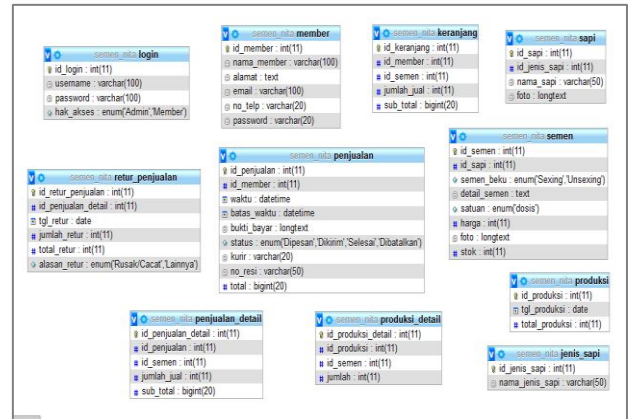 semen_nita login
id_login : int(11)
username : varchar(100)
password : varchar(100)
hak_akses : enum('Admin','Member')
semen_nita member
id_member : int(11)
nama_member : varchar(100)
alamat : text
email : varchar(100)
no_telp : varchar(20)
password : varchar(20)
semen_nita keranjang
id_keranjang : int(11)
id_member : int(11)
id_semen : int(11)
jumlah_jual : int(11)
sub_total : bigint(20)
semen_nita sapi
id_sapi : int(11)
id_jenis_sapi : int(11)
nama_sapi : varchar(50)
foto : longtext
semen_nita retur_penjualan
id_retur_penjualan : int(11)
id_penjualan_detail : int(11)
tgl_retur : date
jumlah_retur : int(11)
total_retur : int(11)
alasan_retur : enum('Rusak/Cacat','Lainnya')
semen_nita penjualan
id_penjualan : int(11)
id_member : int(11)
waktu : datetime
batas_waktu : datetime
bukti_bayar : longtext
status : enum('Dipesan','Dikirim','Selesai','Dibatalkan')
kurir : varchar(20)
no_resi : varchar(50)
total : bigint(20)
semen_nita semen
id_semen : int(11)
id_sapi : int(11)
semen_beku : enum('Sexing','Unsexing')
detail_semen : text
satuan : enum('dosis')
harga : int(11)
foto : longtext
stok : int(11)
semen_nita produksi
id_produksi : int(11)
tgl_produksi : date
total_produksi : int(11)
semen_nita penjualan_detail
id_penjualan_detail : int(11)
id_penjualan : int(11)
id_semen : int(11)
jumlah_jual : int(11)
sub_total : bigint(20)
semen_nita produksi_detail
id_produksi_detail : int(11)
id_produksi : int(11)
id_semen : int(11)
jumlah : int(11)
semen_nita jenis_sapi
id_jenis_sapi : int(11)
nama_jenis_sapi : varchar(50)